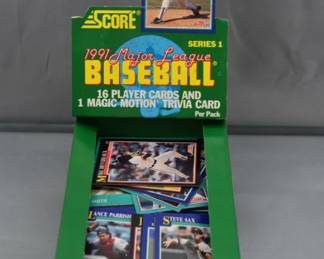 SCORE
SERIES 1
1991 Major League
BASEBALL
16 PLAYER CARDS AND
1 MAGIC MOTION TRIVIA CARD
Per Pack
SMITH
LANCE PARRISH
STEVE SAX